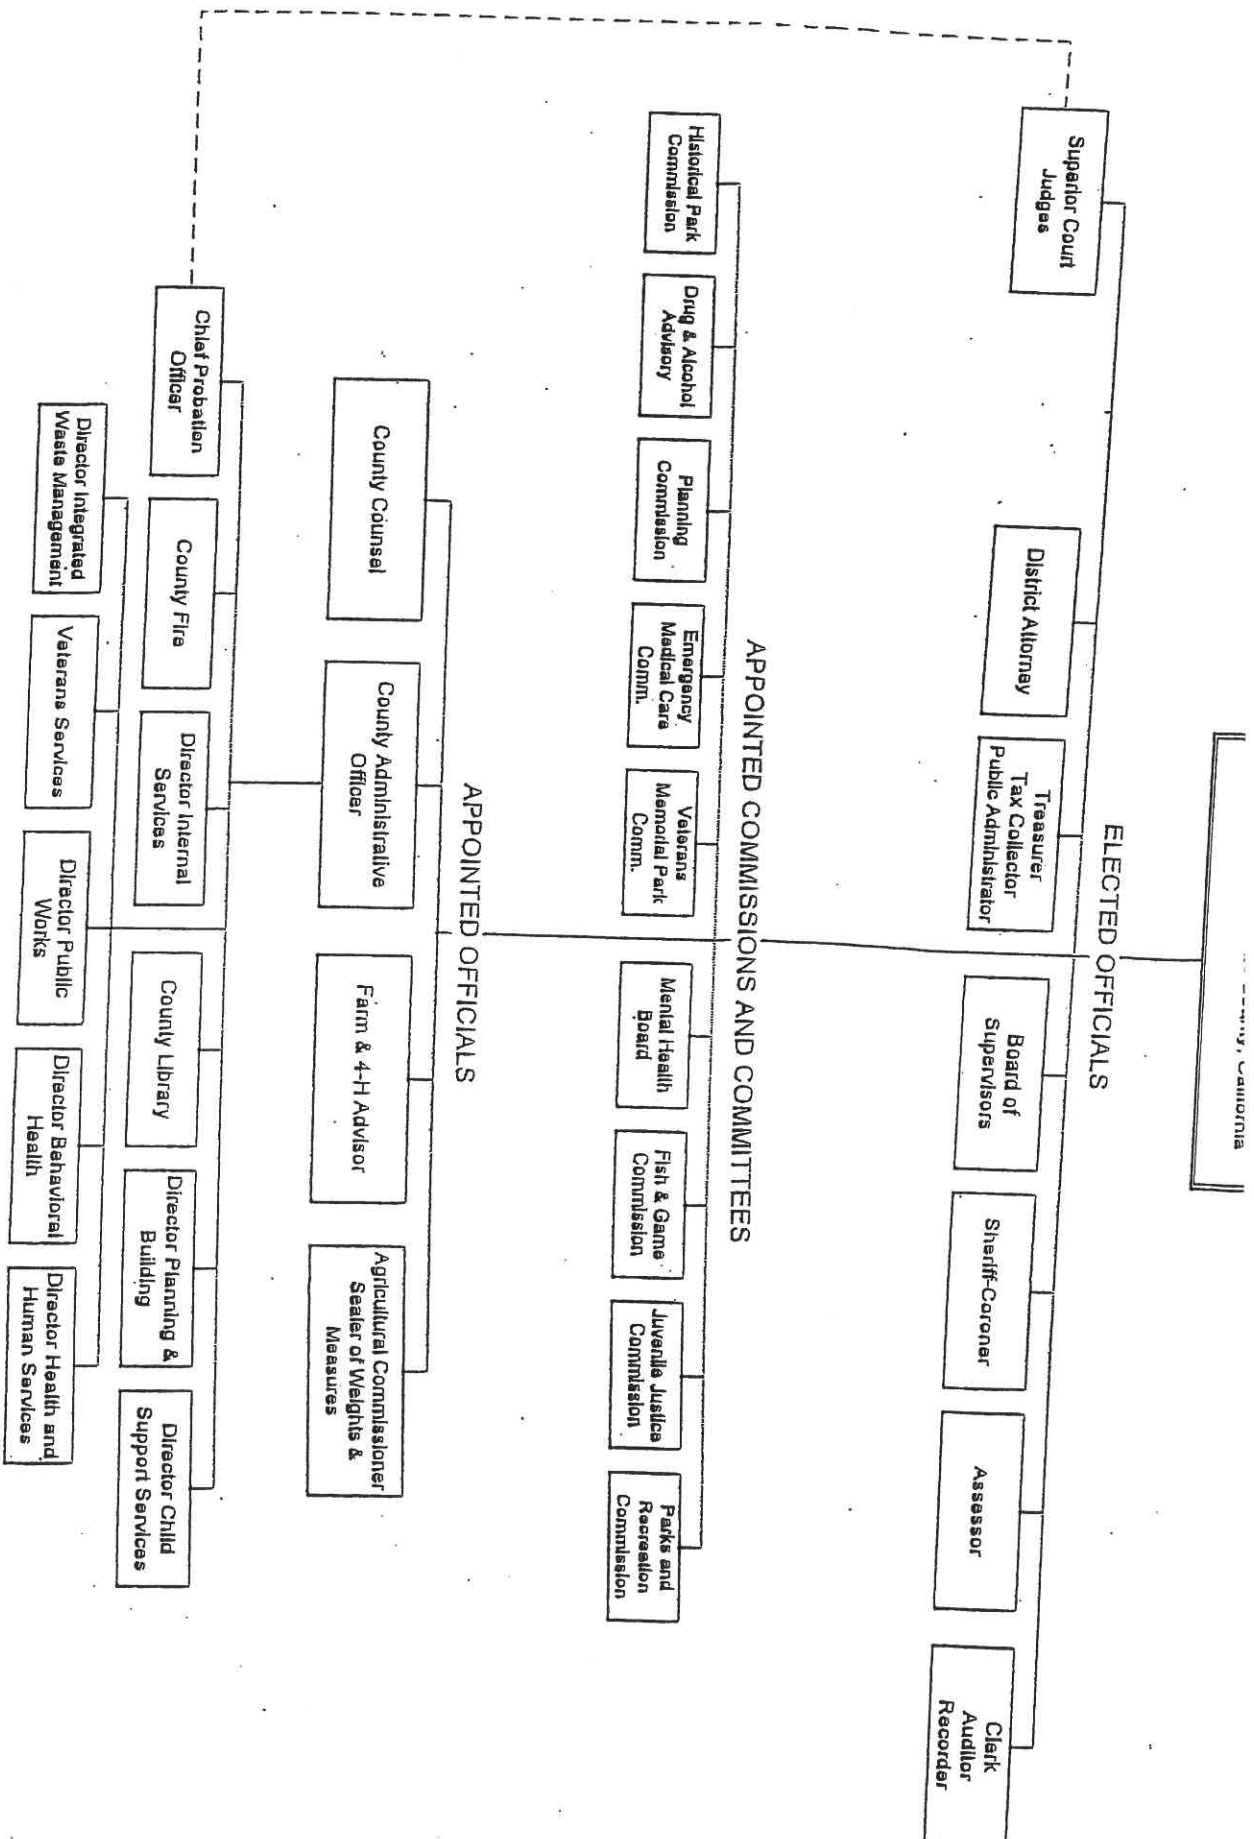 California
ELECTED OFFICIALS
Superior Court
Judges
District Attorney
Treasurer
Tax Collector
Public Administrator
Board of
Supervisors
Sheriff-Coroner
Assessor
Clerk
Auditor
Recorder
APPOINTED COMMISSIONS AND COMMITTEES
Historical Park
Commission
Drug & Alcohol
Advisory
Planning
Commission
Emergency
Medical Care
Comm.
Veterans
Memorial Park
Comm.
Mental Health
Board
Fish & Game
Commission
Juvenile Justice
Commission
Parks and
Recreation
Commission
APPOINTED OFFICIALS
County Counsel
County Administrative
Officer
Farm & 4-H Advisor
Agricultural Commissioner
Sealer of Weights &
Measures
Chief Probation
Officer
County Fire
Director Internal
Services
County Library
Director Planning &
Building
Director Child
Support Services
Director Integrated
Waste Management
Veterans Services
Director Public
Works
Director Behavioral
Health
Director Health and
Human Services